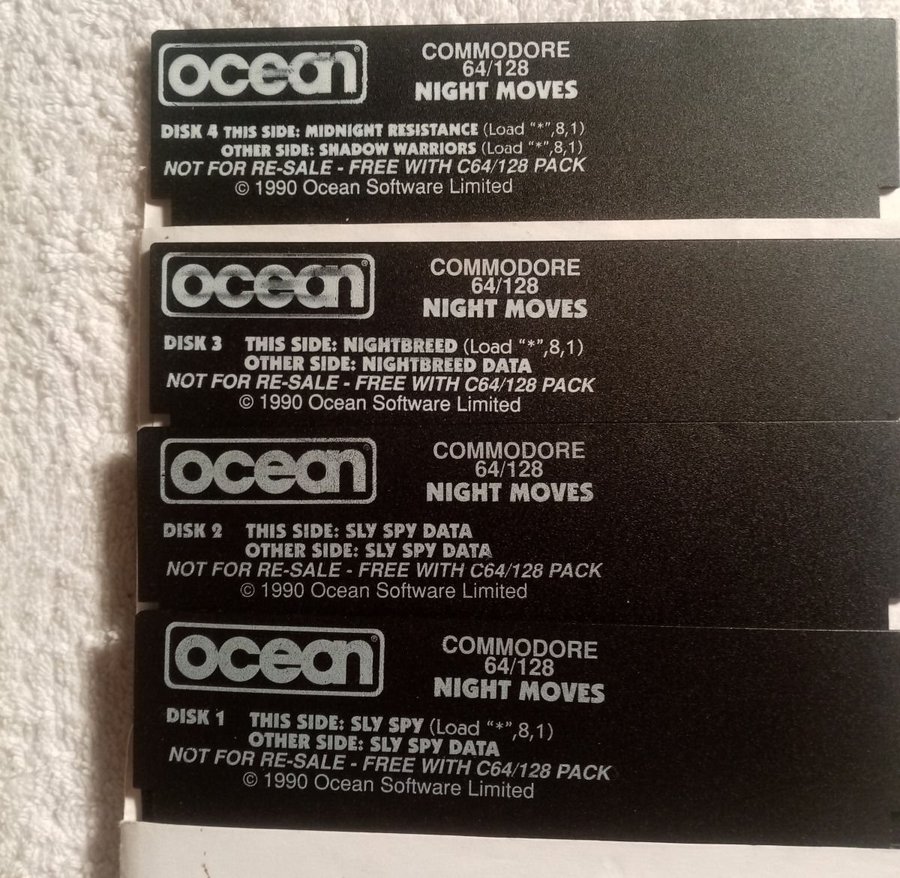 ocean®
COMMODORE
64/128
NIGHT MOVES
DISK 4 THIS SIDE: MIDNIGHT RESISTANCE (Load "*",8,1)
OTHER SIDE: SHADOW WARRIORS (Load "*",8,1)
NOT FOR RE-SALE - FREE WITH C64/128 PACK
© 1990 Ocean Software Limited
ocean®
COMMODORE
64/128
NIGHT MOVES
DISK 3 THIS SIDE: NIGHTBREED (Load "*",8,1)
OTHER SIDE: NIGHTBREED DATA
NOT FOR RE-SALE - FREE WITH C64/128 PACK
© 1990 Ocean Software Limited
ocean®
COMMODORE
64/128
NIGHT MOVES
DISK 2 THIS SIDE: SLY SPY DATA
OTHER SIDE: SLY SPY DATA
NOT FOR RE-SALE - FREE WITH C64/128 PACK
© 1990 Ocean Software Limited
ocean®
COMMODORE
64/128
NIGHT MOVES
DISK 1 THIS SIDE: SLY SPY (Load "*",8,1)
OTHER SIDE: SLY SPY DATA
NOT FOR RE-SALE - FREE WITH C64/128 PACK
© 1990 Ocean Software Limited